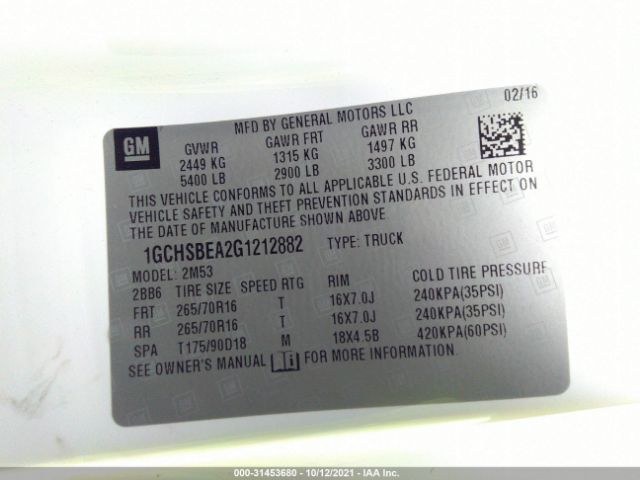 02/16
MFD BY GENERAL MOTORS LLC
GM
GVWR GAWR FRT GAWR RR
2449 KG 1315 KG 1497 KG
5400 LB 2900 LB 3300 LB
THIS VEHICLE CONFORMS TO ALL APPLICABLE U.S. FEDERAL MOTOR
VEHICLE SAFETY AND THEFT PREVENTION STANDARDS IN EFFECT ON
THE DATE OF MANUFACTURE SHOWN ABOVE.
1GCHSBEA2G1212882 TYPE: TRUCK
MODEL: 2M53
2BB6 TIRE SIZE SPEED RTG RIM COLD TIRE PRESSURE
FRT 265/70R16 T 16X7.0J 240KPA(35PSI)
RR 265/70R16 T 16X7.0J 240KPA(35PSI)
SPA T175/90D18 M 18X4.5B 420KPA(60PSI)
SEE OWNER'S MANUAL FOR MORE INFORMATION.
000-31453680 - 10/12/2021 - IAA Inc.